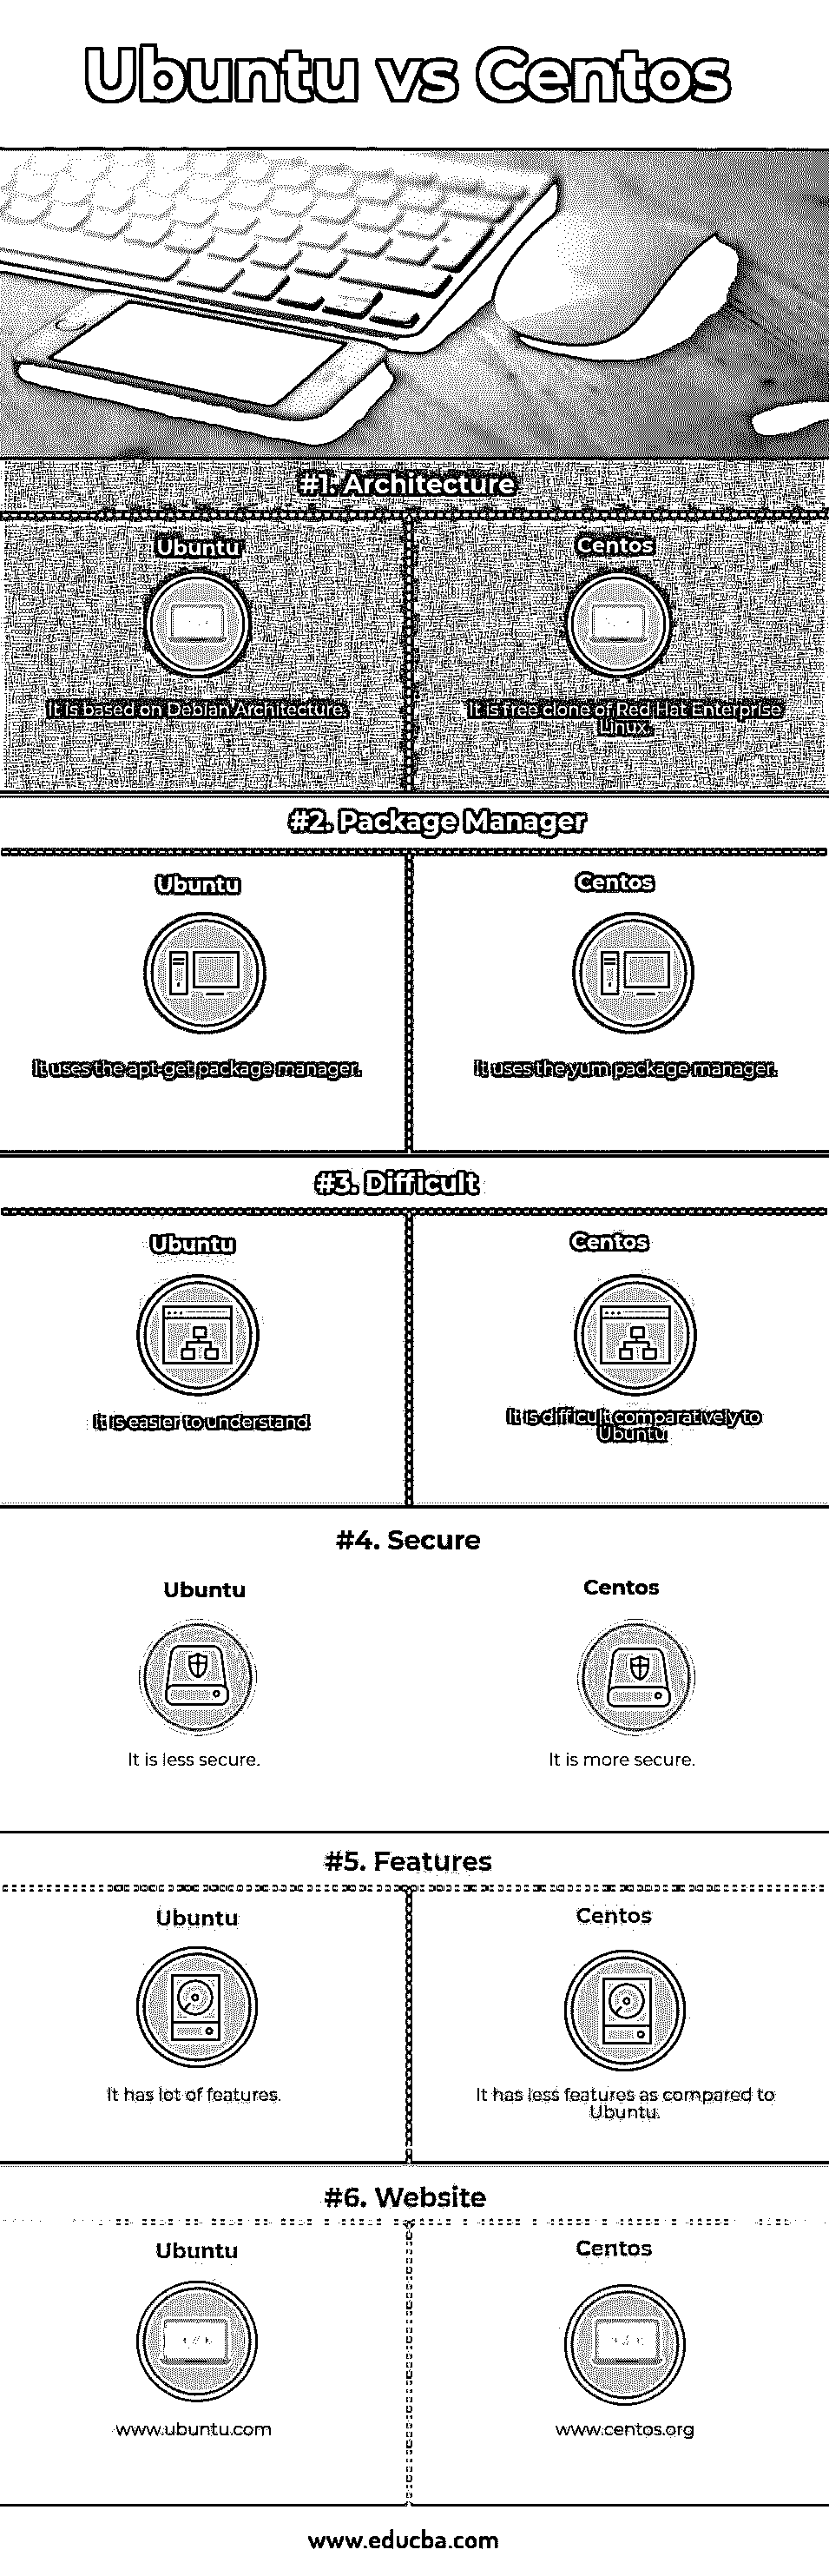 Ubuntu vs Centos
#1. Architecture
Ubuntu
Centos
It is based on Debian Architecture.
It is free clone of Red Hat Enterprise
Linux.
#2. Package Manager
Ubuntu
Centos
It uses the apt-get package manager.
It uses the yum package manager.
#3. Difficult
Ubuntu
Centos
It is easier to understand
It is difficult comparatively to
Ubuntu
#4. Secure
Ubuntu
Centos
It is less secure.
It is more secure.
#5. Features
Ubuntu
Centos
It has lot of features.
It has less features as compared to
Ubuntu.
#6. Website
Ubuntu
Centos
www.ubuntu.com
www.centos.org
www.educba.com